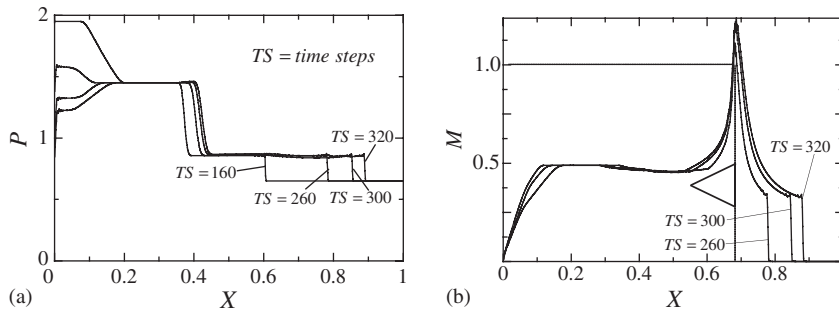 2
TS = time steps
P
1
TS = 320
TS = 160
TS = 260
TS = 300
0
0
0.2
0.4
0.6
0.8
1
(a)
X
1.0
M
0.5
TS = 320
TS = 300
TS = 260
0
0.2
0.4
0.6
0.8
(b)
X